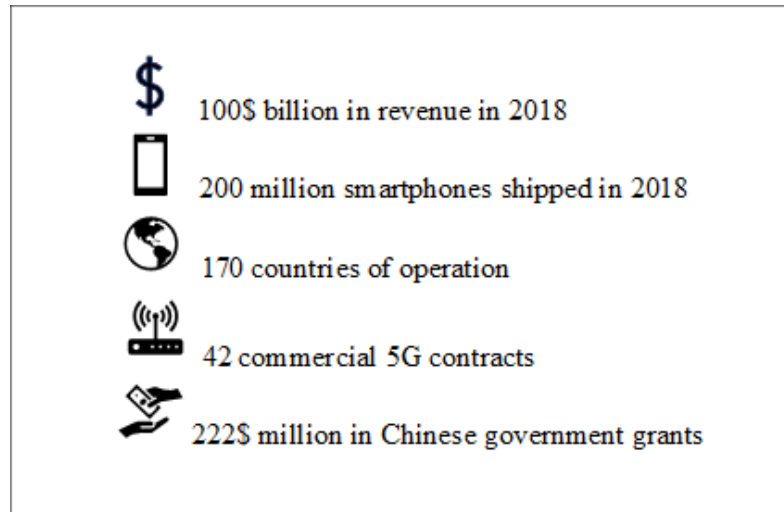 100$ billion in revenue in 2018
200 million smartphones shipped in 2018
170 countries of operation
42 commercial 5G contracts
222$ million in Chinese government grants